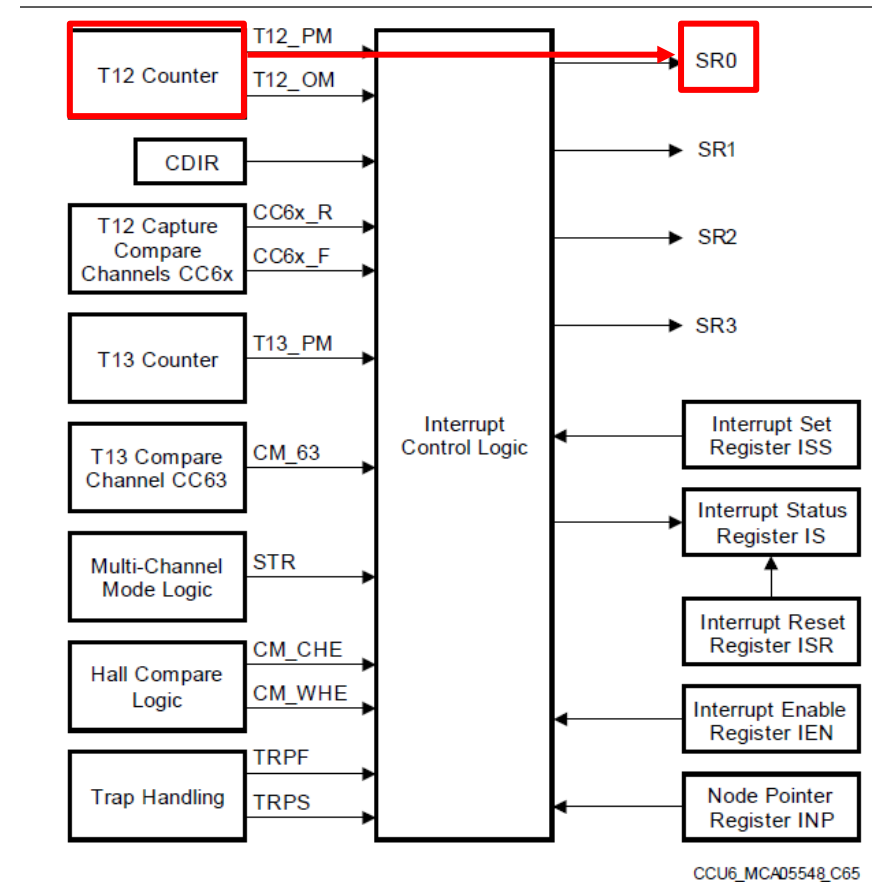 T12_PM
T12 Counter
T12_OM
SR0
CDIR
SR1
T12 Capture
Compare
Channels CC6x
CC6x_R
CC6x_F
SR2
T13 Counter
T13_PM
SR3
Interrupt
Control Logic
Interrupt Set
Register ISS
T13 Compare
Channel CC63
CM_63
Interrupt Status
Register IS
Multi-Channel
Mode Logic
STR
Interrupt Reset
Register ISR
Hall Compare
Logic
CM_CHE
CM_WHE
Interrupt Enable
Register IEN
Trap Handling
TRPF
TRPS
Node Pointer
Register INP
CCU6_MCA05548_C65